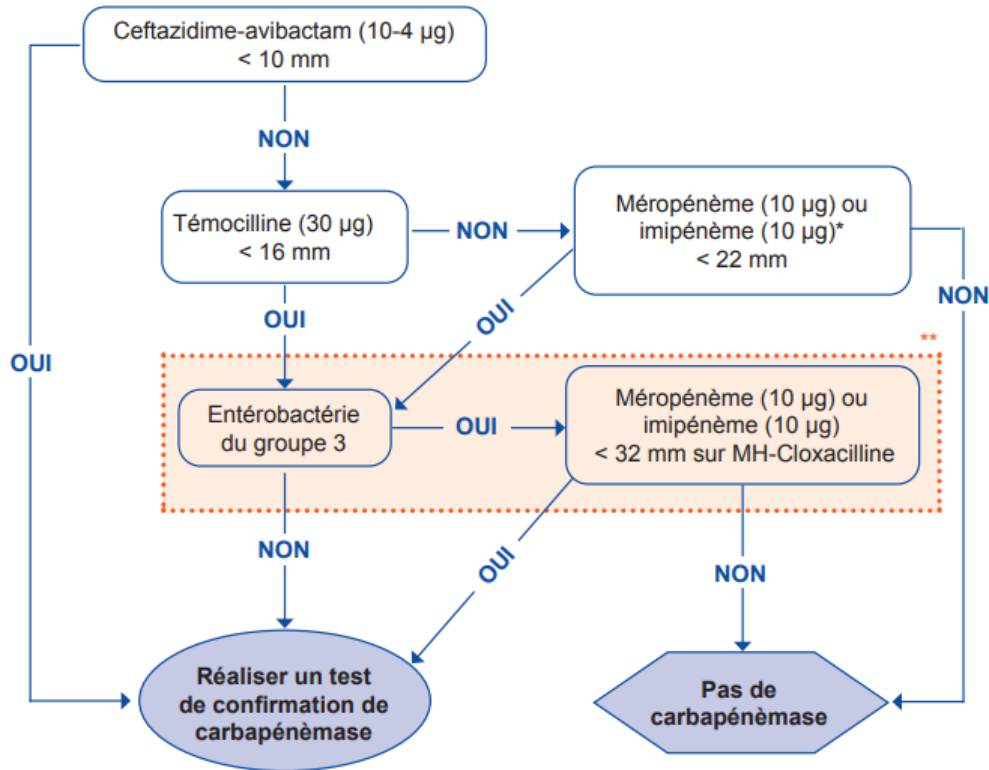 Ceftazidime-avibactam (10-4 µg)
< 10 mm
NON
Témocilline (30 µg)
< 16 mm
NON
Méropénème (10 µg) ou
imipénème (10 µg)*
< 22 mm
OUI
OUI
NON
OUI
**
Entérobactérie
du groupe 3
OUI
Méropénème (10 µg) ou
imipénème (10 µg)
< 32 mm sur MH-Cloxacilline
NON
OUI
NON
Réaliser un test
de confirmation de
carbapénèmase
Pas de
carbapénèmase